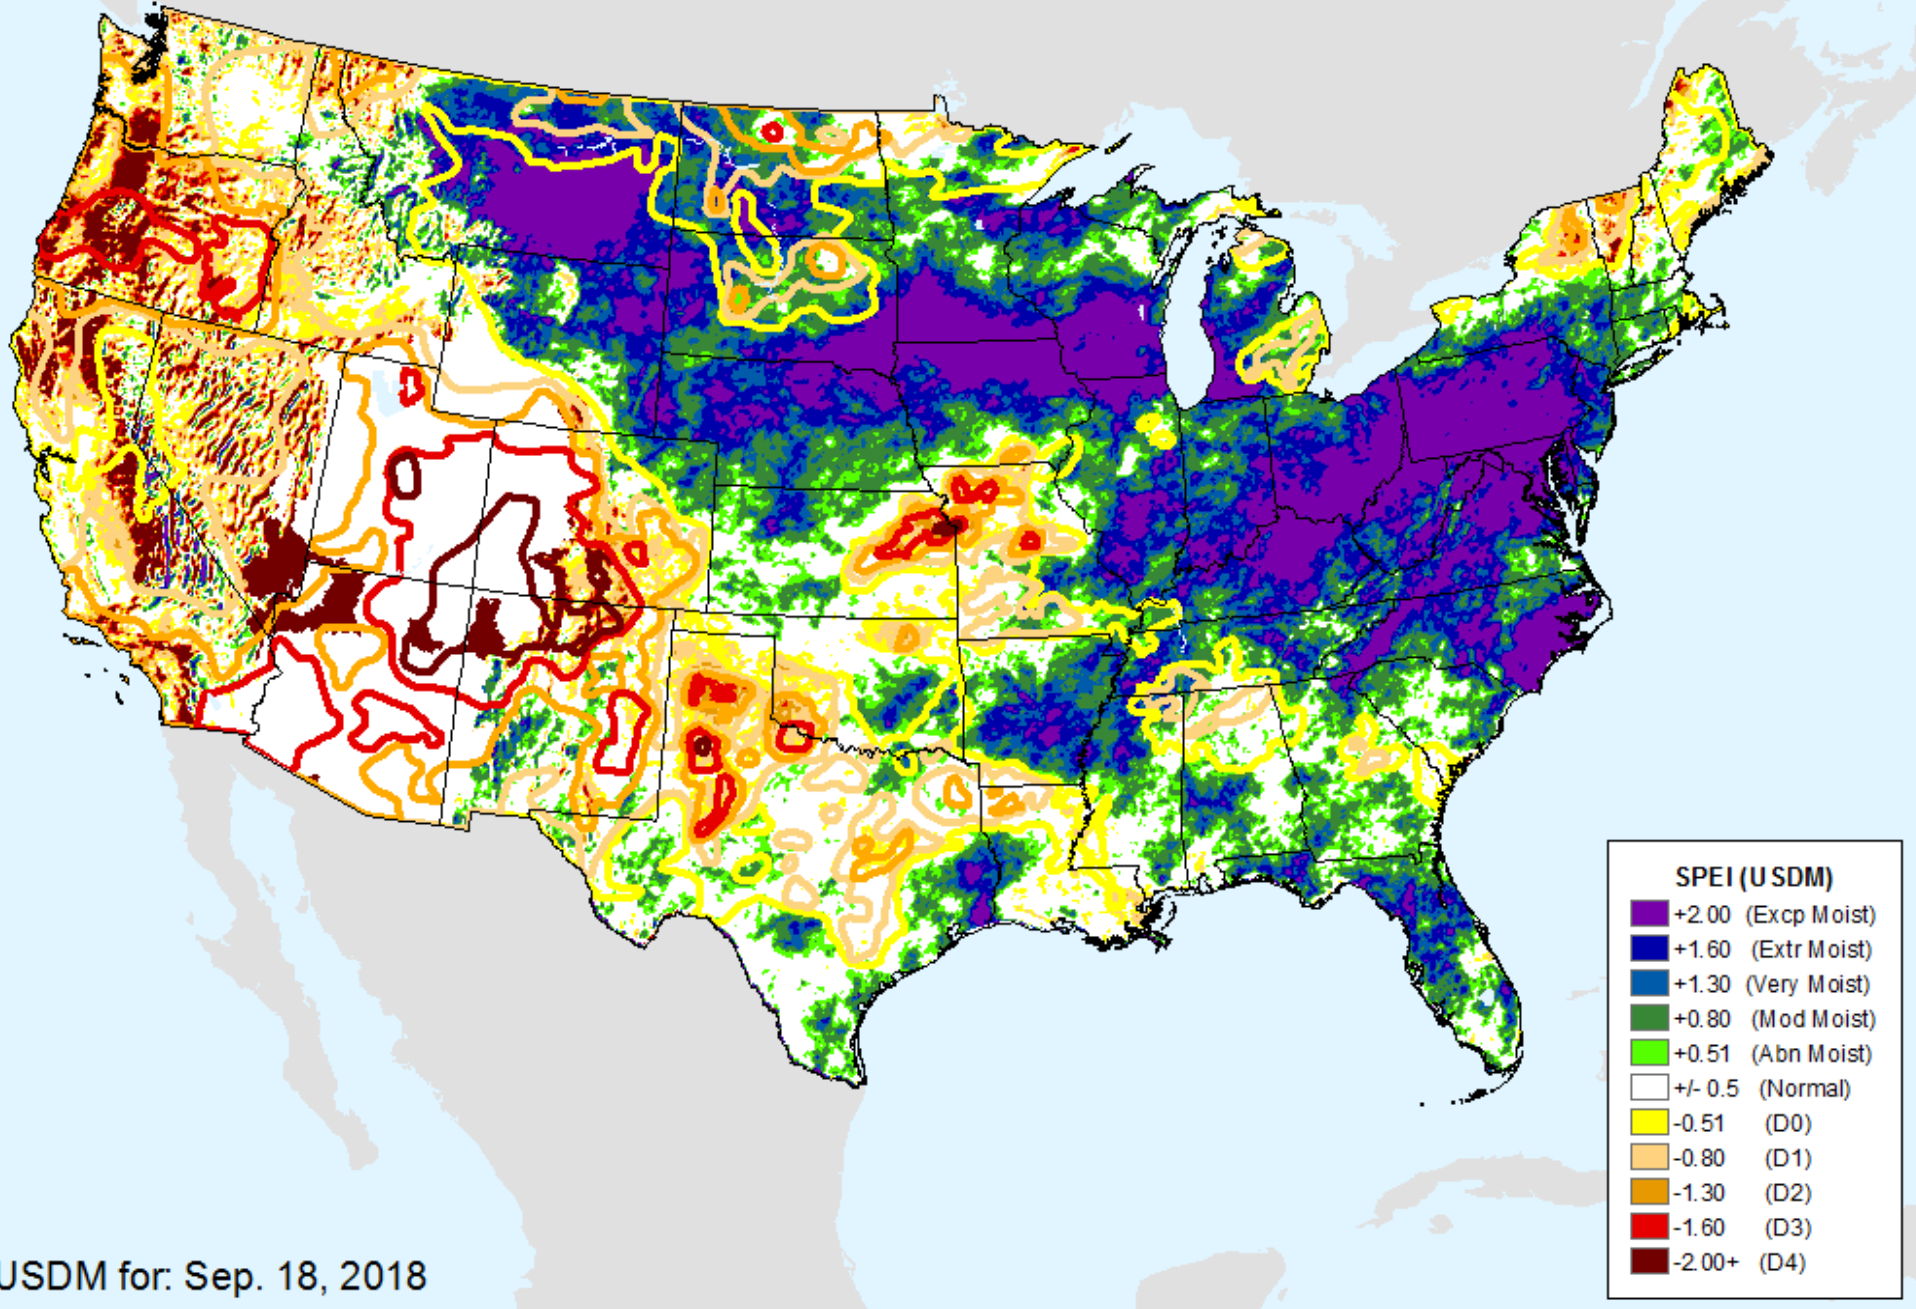 SPEI (USDM)
+2.00 (Excp Moist)
+1.60 (Extr Moist)
+1.30 (Very Moist)
+0.80 (Mod Moist)
+0.51 (Abn Moist)
+/- 0.5 (Normal)
-0.51 (D0)
-0.80 (D1)
-1.30 (D2)
-1.60 (D3)
-2.00+ (D4)
USDM for: Sep. 18, 2018